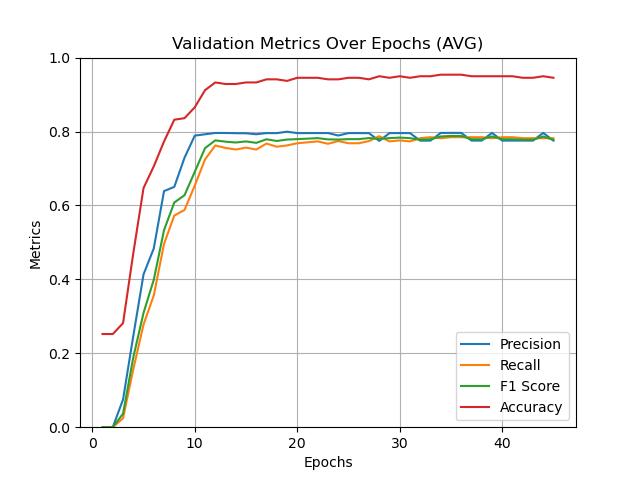 Validation Metrics Over Epochs (AVG)
1.0
0.8
0.6
0.4
0.2
0.0
Metrics
0
10
20
30
40
Epochs
Precision
Recall
F1 Score
Accuracy